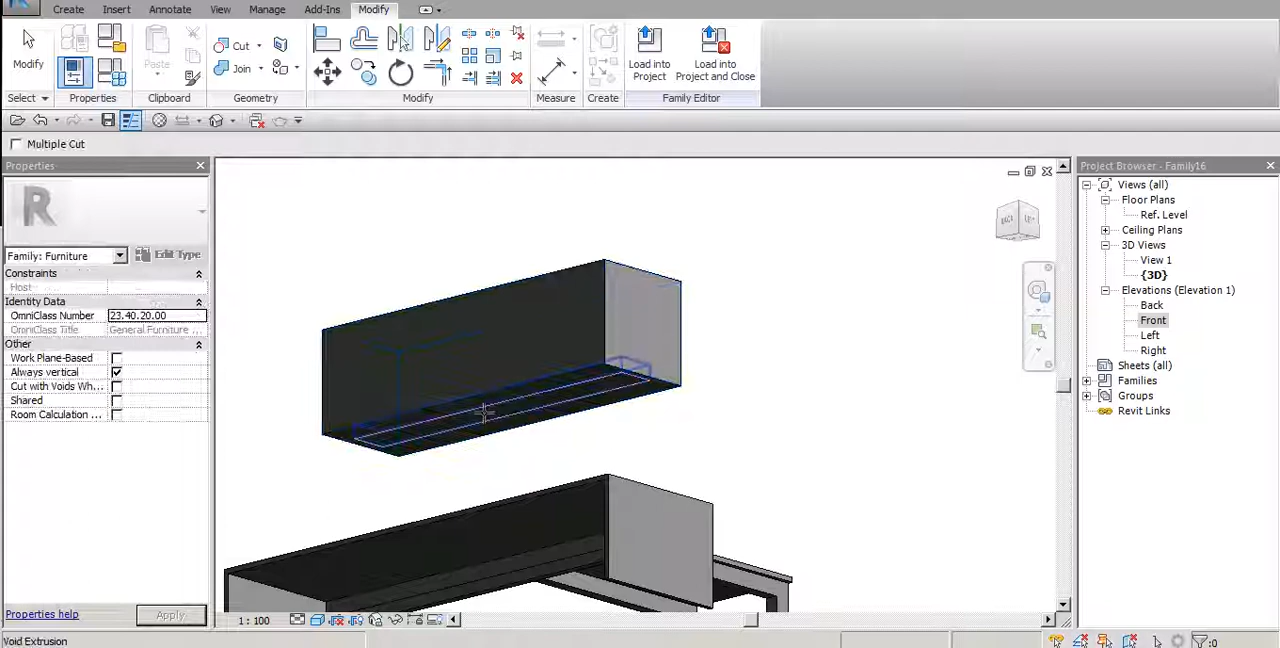 Create Insert Annotate View Manage Add-Ins Modify
Cut
Join
Modify
Paste
Load into
Project
Load into
Project and Close
Select Properties Clipboard Geometry Modify Measure Create Family Editor
Multiple Cut
Properties
Family: Furniture
Edit Type
Constraints
Host
Identity Data
OmniClass Number 23.40.20.00
OmniClass Title General Furniture ...
Other
Work Plane-Based
Always vertical
Cut with Voids Wh...
Shared
Room Calculation ...
Properties help
Apply
BACK
1 : 100
Project Browser - Family16
Views (all)
Floor Plans
Ref. Level
Ceiling Plans
3D Views
View 1
{3D}
Elevations (Elevation 1)
Back
Front
Left
Right
Sheets (all)
Families
Groups
Revit Links
Void Extrusion
:0